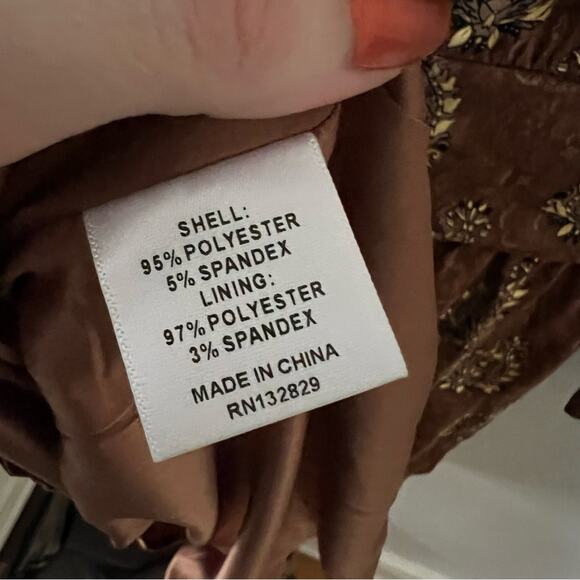 SHELL:
95% POLYESTER
5% SPANDEX
LINING:
97% POLYESTER
3% SPANDEX
MADE IN CHINA
RN132829